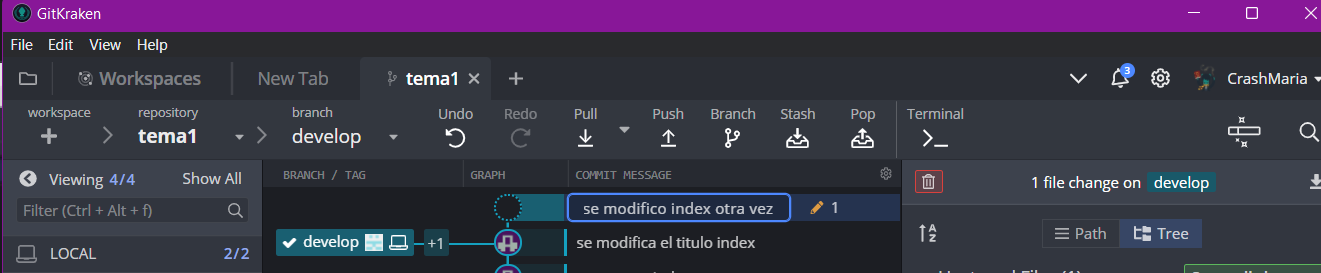 GitKraken
File Edit View Help
Workspaces New Tab tema1 3 CrashMaria
workspace repository branch Undo Redo Pull Push Branch Stash Pop Terminal
tema1 develop
Viewing 4/4 Show All BRANCH / TAG GRAPH COMMIT MESSAGE 1 file change on develop
Filter (Ctrl + Alt + f) se modifico index otra vez 1
develop +1 se modifica el titulo index Path Tree
LOCAL 2/2